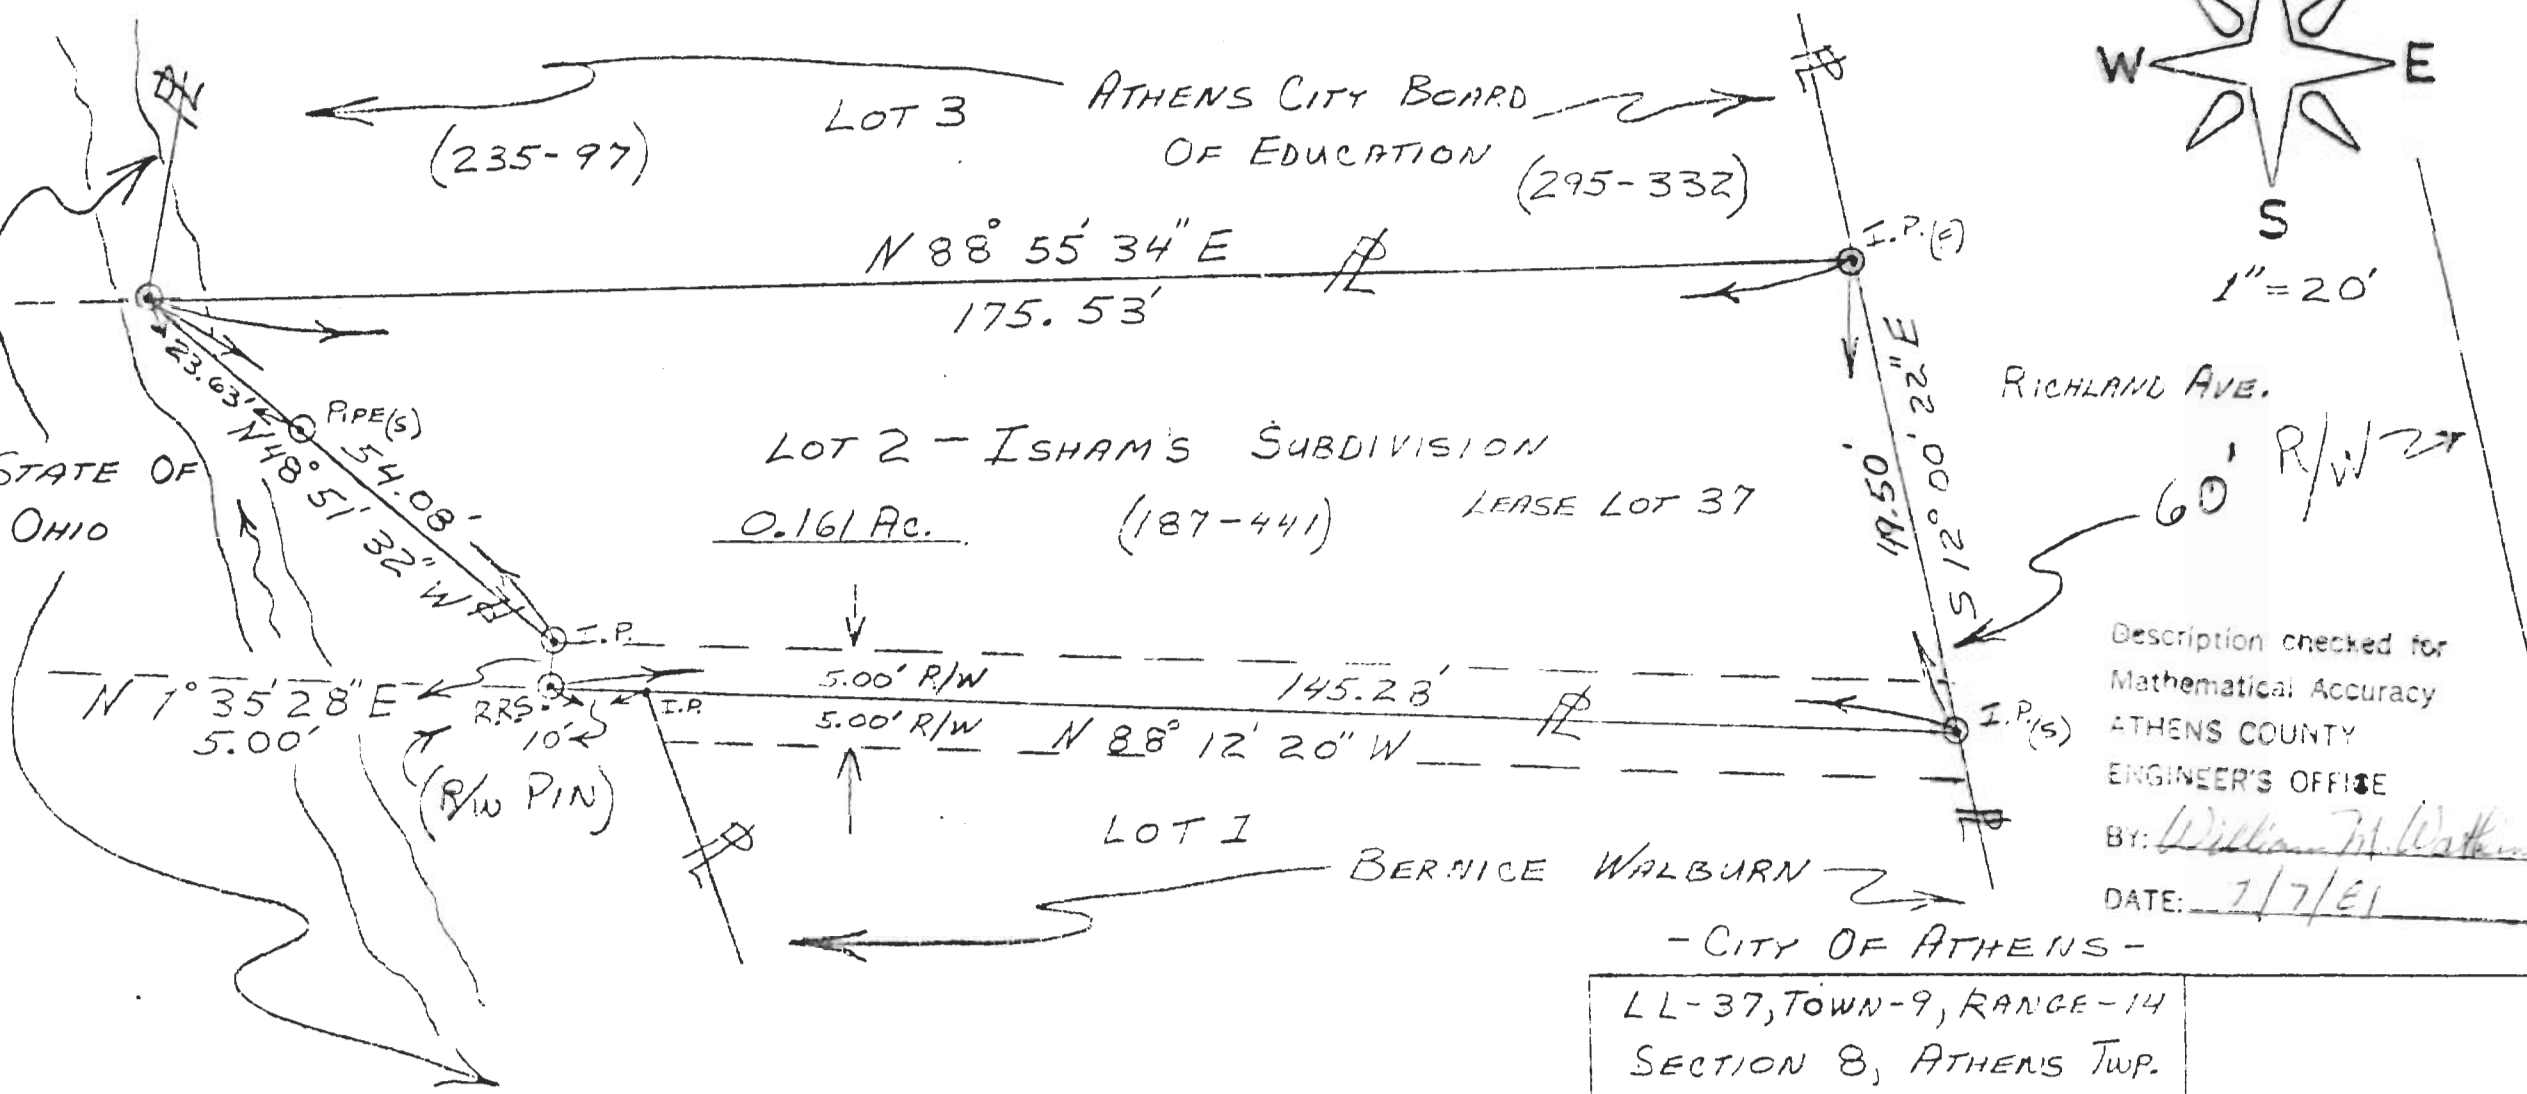 W E
S
1"=20'
LOT 3
(235-97)
ATHENS CITY BOARD
OF EDUCATION
(295-332)
N 88° 55' 34" E
175.53'
I.P.(F)
S 12° 00' 22" E
49.50'
RICHLAND AVE.
60' R/W
23.63'
PIPE(S)
54.08'
N 48° 51' 32" W
STATE OF
OHIO
LOT 2 - ISHAM'S SUBDIVISION
LEASE LOT 37
0.161 AC.
(187-441)
I.P.
N 1° 35' 28" E
5.00'
R.R.S.
I.P.
10'
(R/W PIN)
5.00' R/W
5.00' R/W
145.28'
N 88° 12' 20" W
I.P.(S)
LOT 1
BERNICE WALBURN
Description checked for
Mathematical Accuracy
ATHENS COUNTY
ENGINEER'S OFFICE
BY: William M.
DATE: 7/7/81
-CITY OF ATHENS-
LL-37, TOWN-9, RANGE-14
SECTION 8, ATHENS TWP.